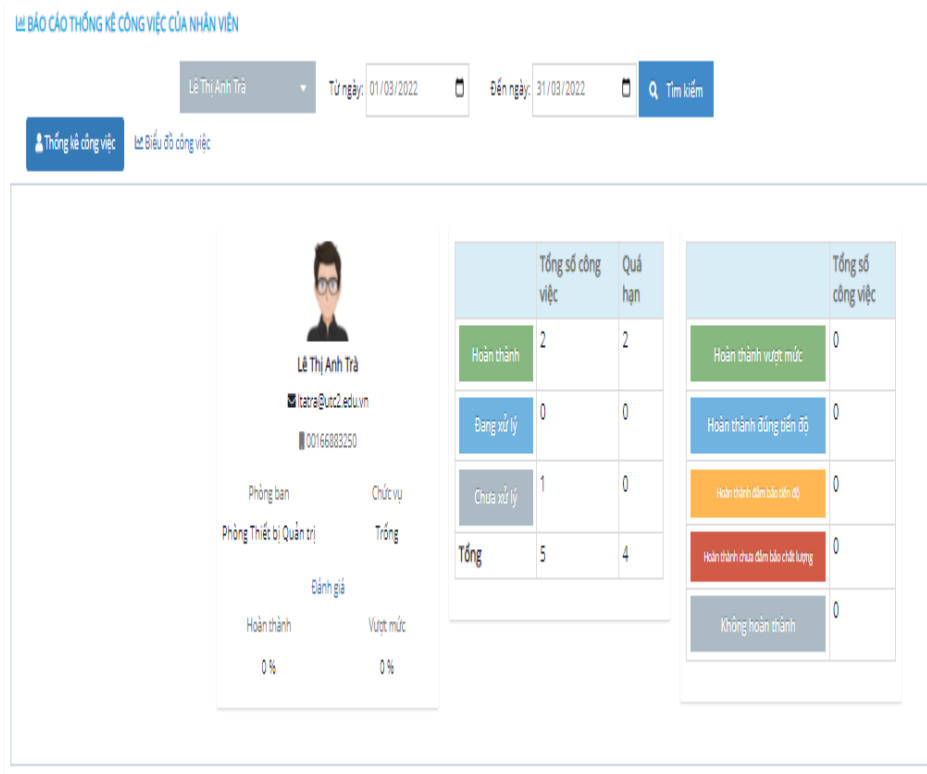 BÁO CÁO THỐNG KÊ CÔNG VIỆC CỦA NHÂN VIÊN
Lê Thị Anh Trà
Từ ngày: 01/03/2022
Đến ngày: 31/03/2022
Tìm kiếm
Thống kê công việc
Biểu đồ công việc
Lê Thị Anh Trà
ltatra@utc2.edu.vn
00166883250
Phòng ban Chức vụ
Phòng Thiết bị Quản trị Trống
Đánh giá
Hoàn thành Vượt mức
0 % 0 %
Tổng số công việc Quá hạn
Hoàn thành 2 2
Đang xử lý 0 0
Chưa xử lý 1 0
Tổng 5 4
Tổng số công việc
Hoàn thành vượt mức 0
Hoàn thành đúng tiến độ 0
Hoàn thành đảm bảo tiến độ 0
Hoàn thành chưa đảm bảo chất lượng 0
Không hoàn thành 0